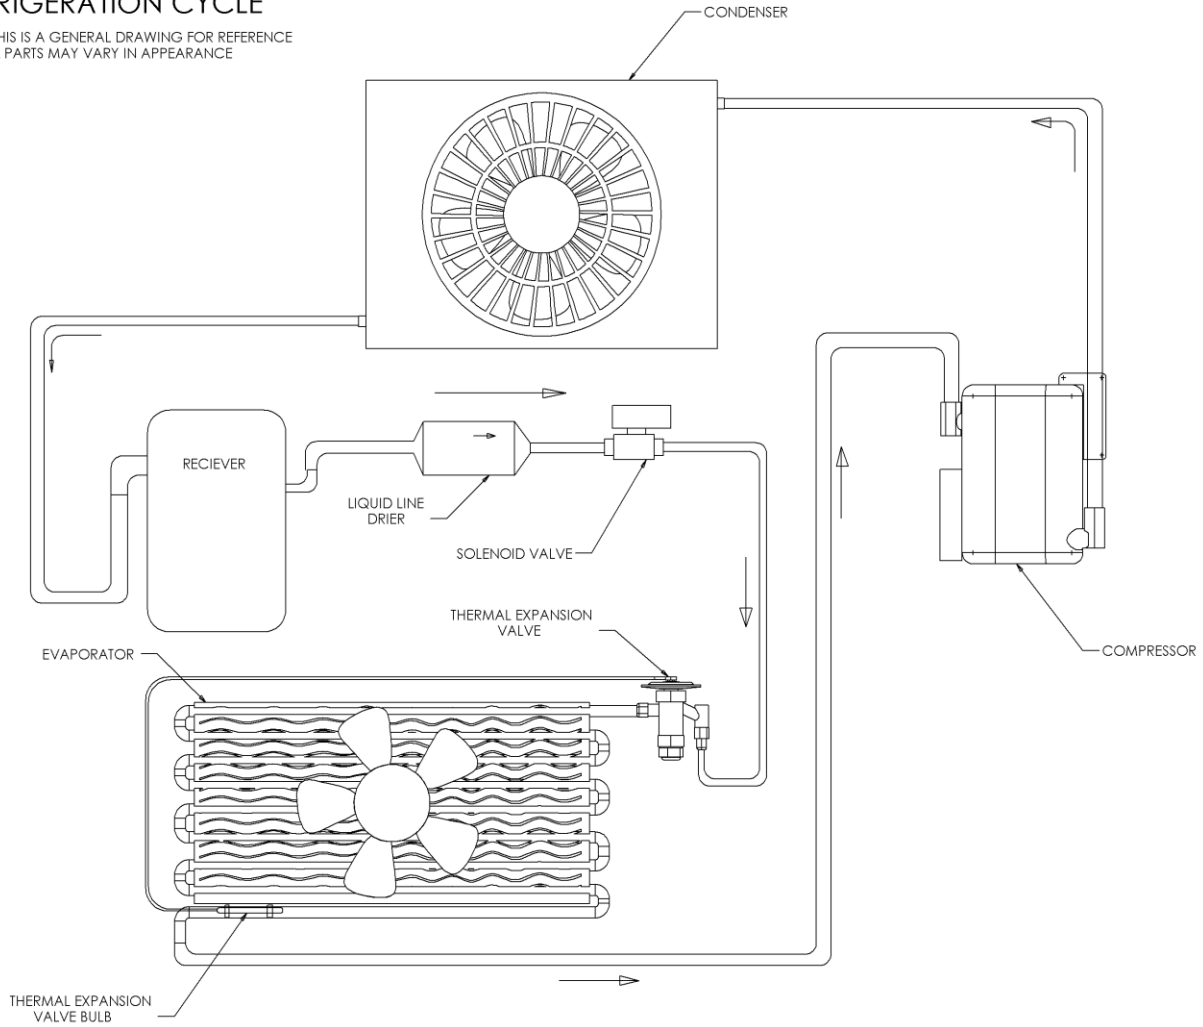 RIGERATION CYCLE
HIS IS A GENERAL DRAWING FOR REFERENCE
PARTS MAY VARY IN APPEARANCE
CONDENSER
RECIEVER
LIQUID LINE
DRIER
SOLENOID VALVE
THERMAL EXPANSION
VALVE
COMPRESSOR
EVAPORATOR
THERMAL EXPANSION
VALVE BULB